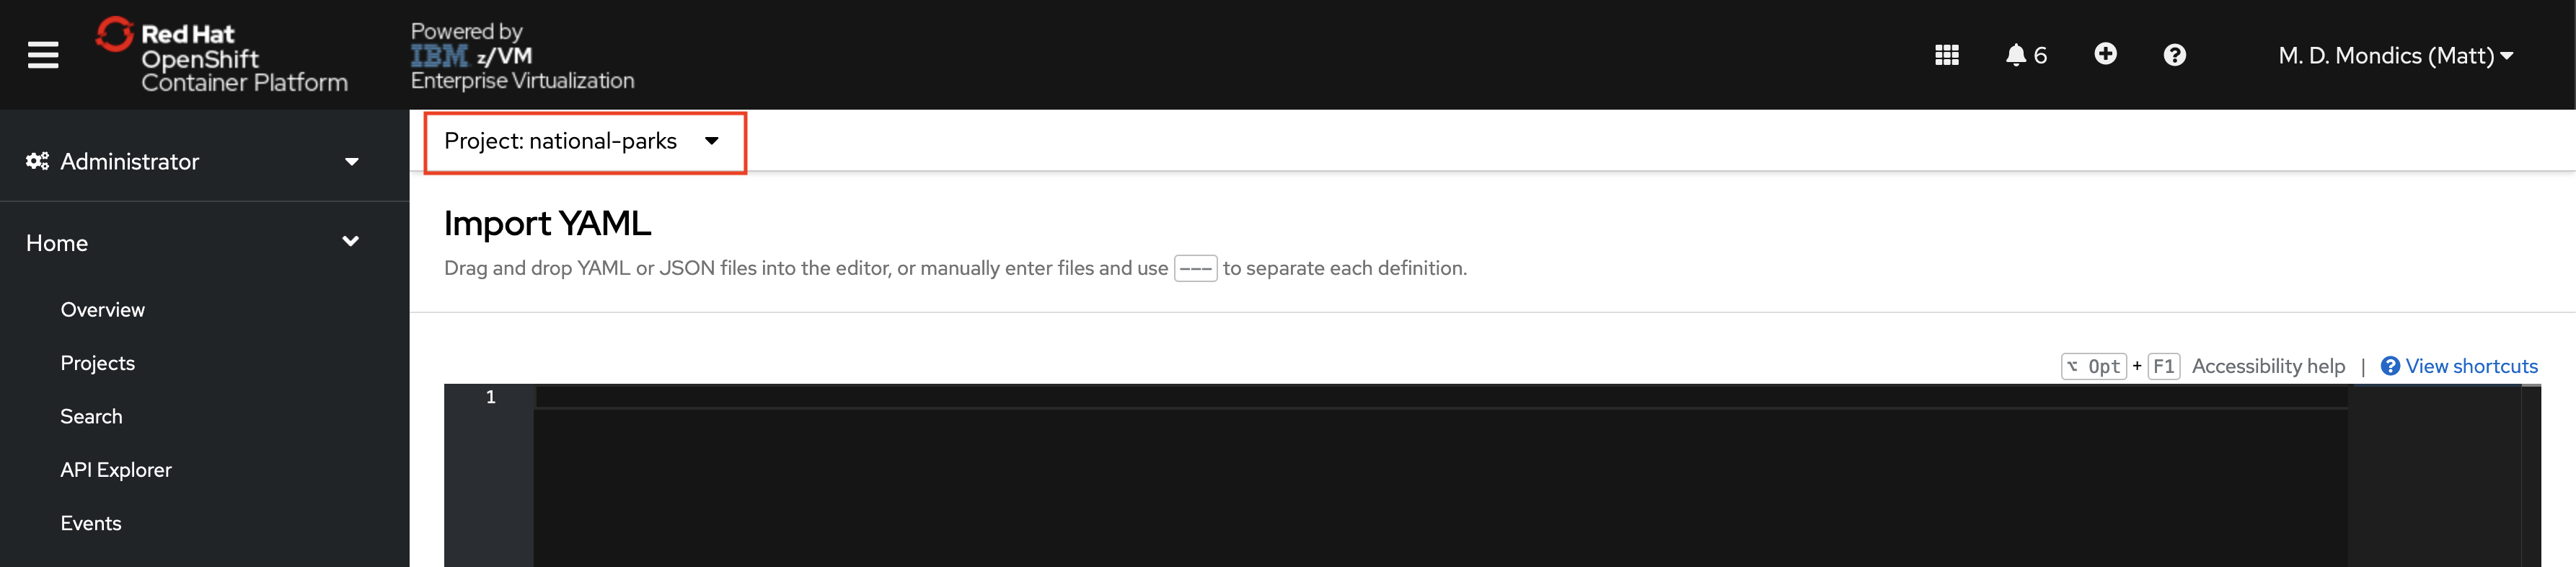 Red Hat
OpenShift
Container Platform
Powered by
IBM z/VM
Enterprise Virtualization
6
M. D. Mondics (Matt)
Administrator
Home
Overview
Projects
Search
API Explorer
Events
Project: national-parks
Import YAML
Drag and drop YAML or JSON files into the editor, or manually enter files and use --- to separate each definition.
⌥ Opt + F1 Accessibility help | View shortcuts
1